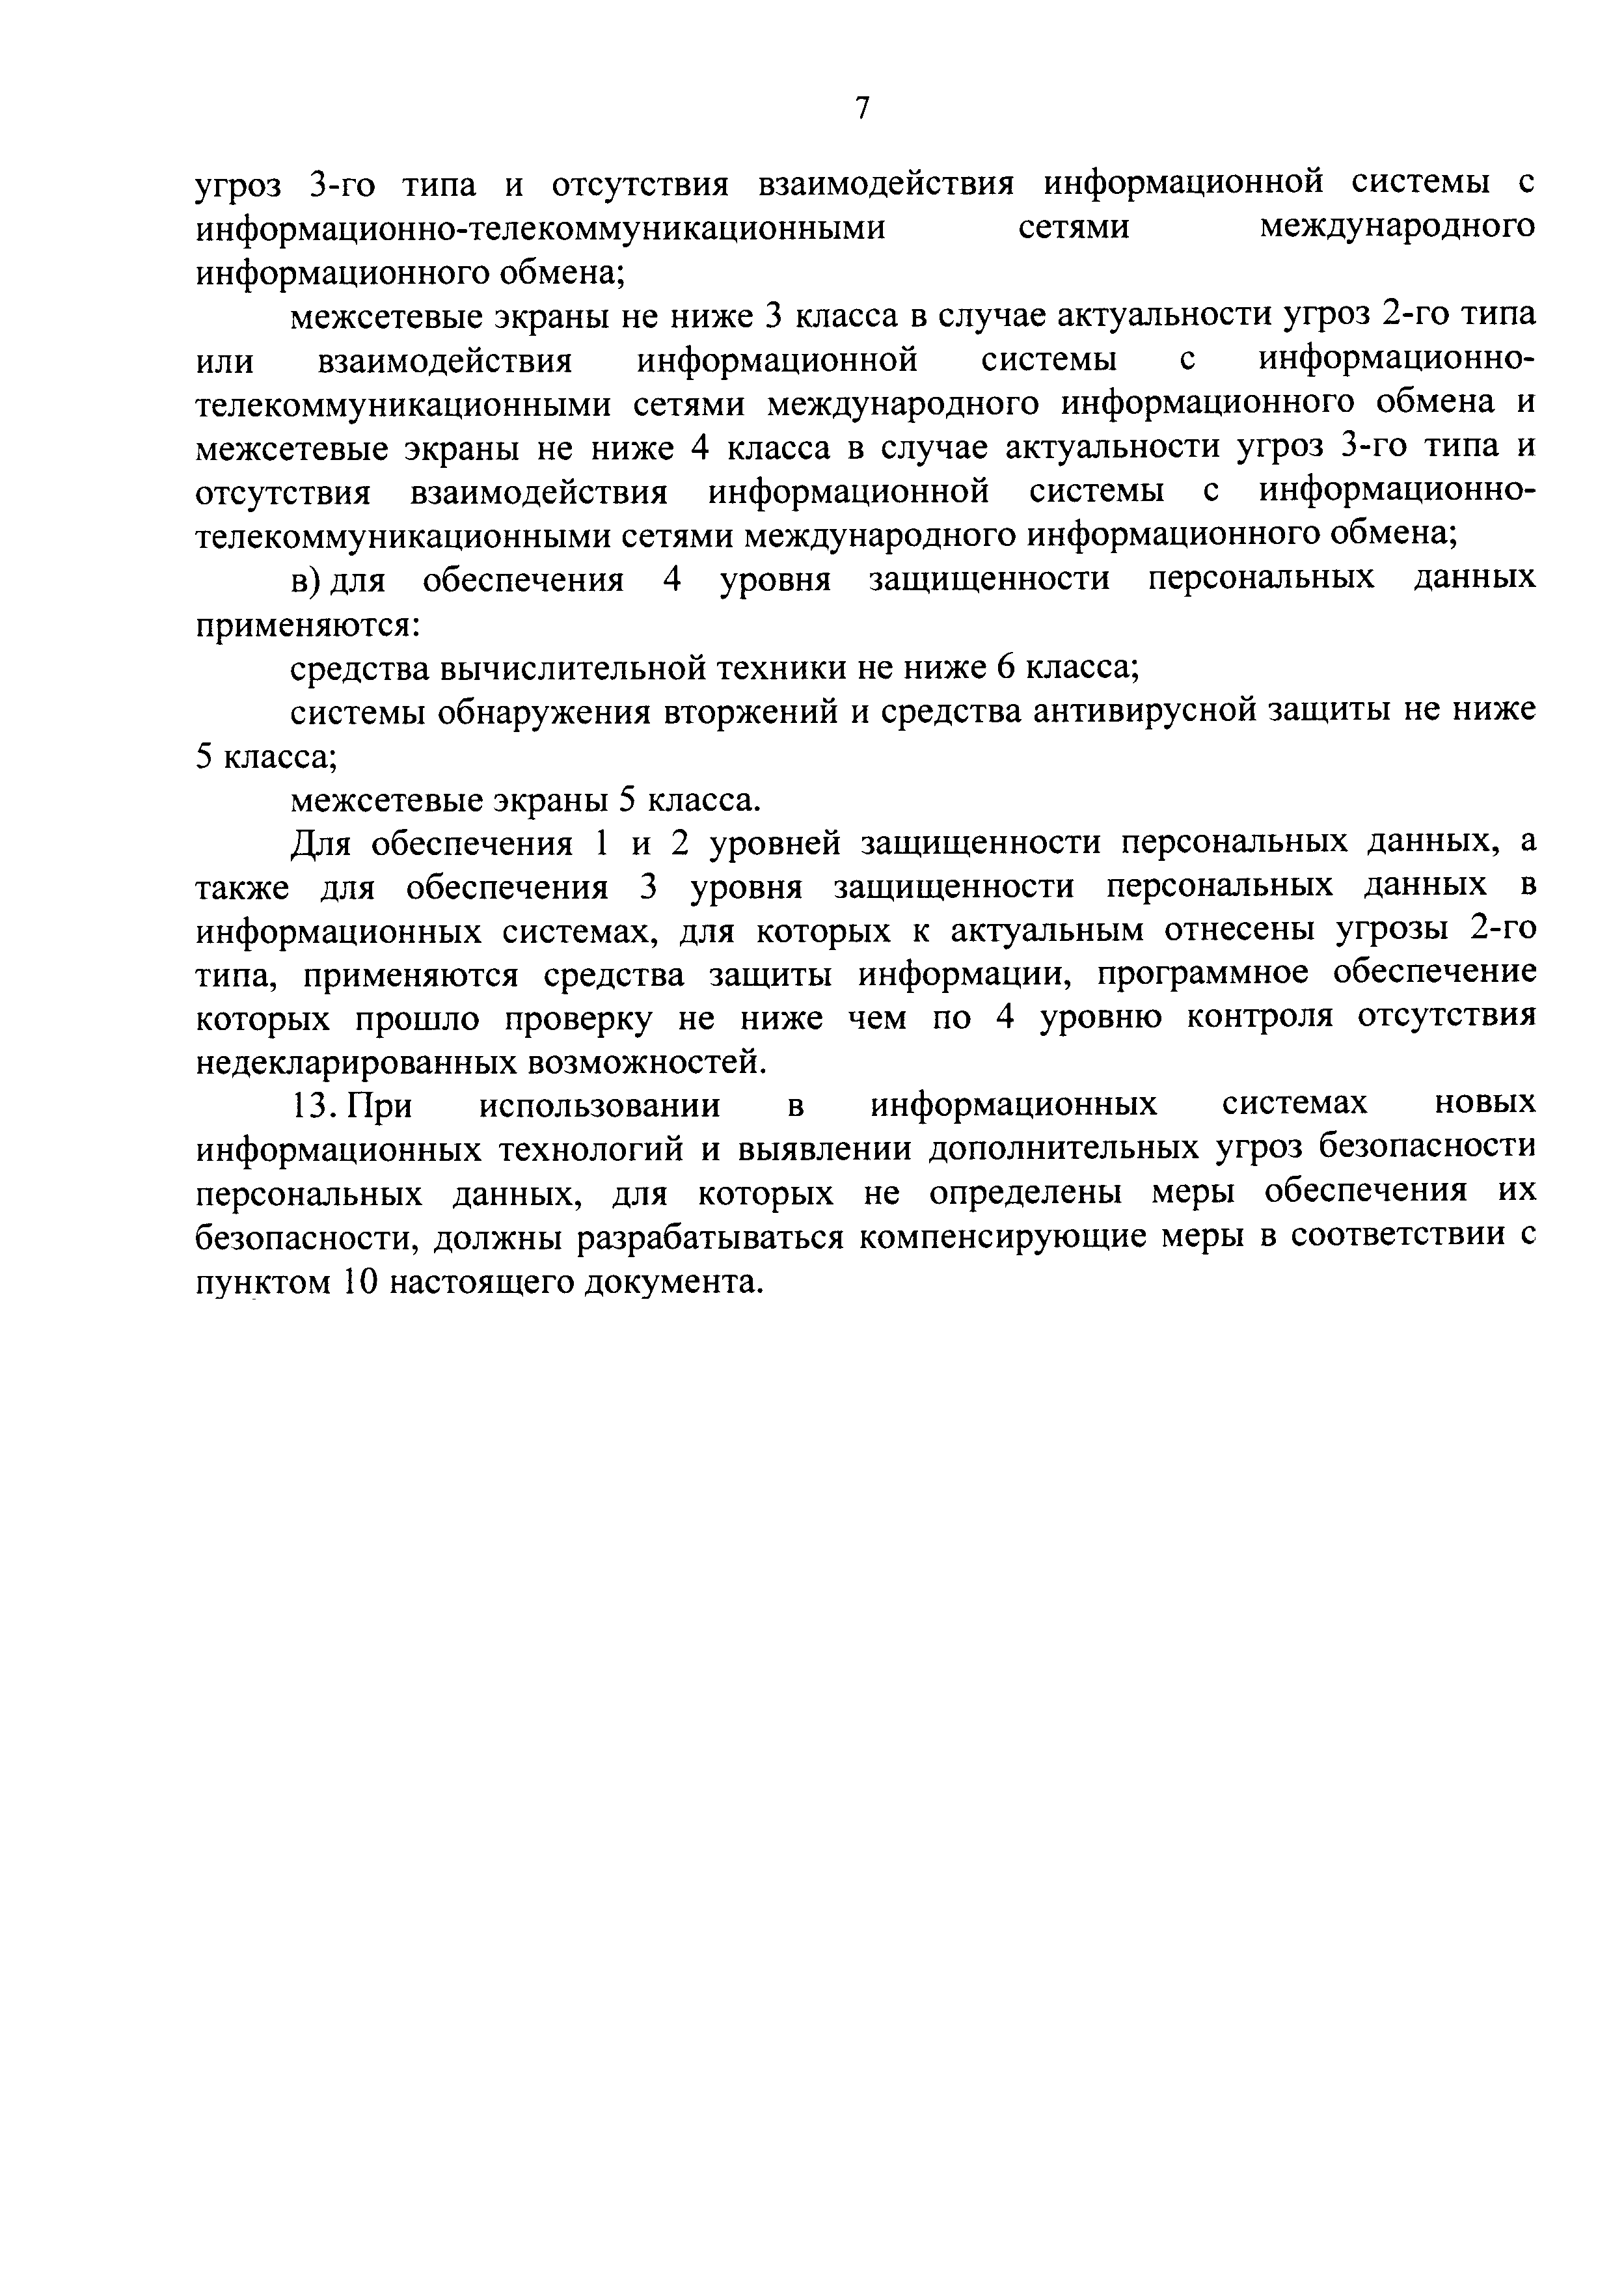 7
угроз 3-го типа и отсутствия взаимодействия информационной системы с
информационно-телекоммуникационными сетями международного
информационного обмена;
межсетевые экраны не ниже 3 класса в случае актуальности угроз 2-го типа
или взаимодействия информационной системы с информационно-
телекоммуникационными сетями международного информационного обмена и
межсетевые экраны не ниже 4 класса в случае актуальности угроз 3-го типа и
отсутствия взаимодействия информационной системы с информационно-
телекоммуникационными сетями международного информационного обмена;
в) для обеспечения 4 уровня защищенности персональных данных
применяются:
средства вычислительной техники не ниже 6 класса;
системы обнаружения вторжений и средства антивирусной защиты не ниже
5 класса;
межсетевые экраны 5 класса.
Для обеспечения 1 и 2 уровней защищенности персональных данных, а
также для обеспечения 3 уровня защищенности персональных данных в
информационных системах, для которых к актуальным отнесены угрозы 2-го
типа, применяются средства защиты информации, программное обеспечение
которых прошло проверку не ниже чем по 4 уровню контроля отсутствия
недекларированных возможностей.
13. При использовании в информационных системах новых
информационных технологий и выявлении дополнительных угроз безопасности
персональных данных, для которых не определены меры обеспечения их
безопасности, должны разрабатываться компенсирующие меры в соответствии с
пунктом 10 настоящего документа.